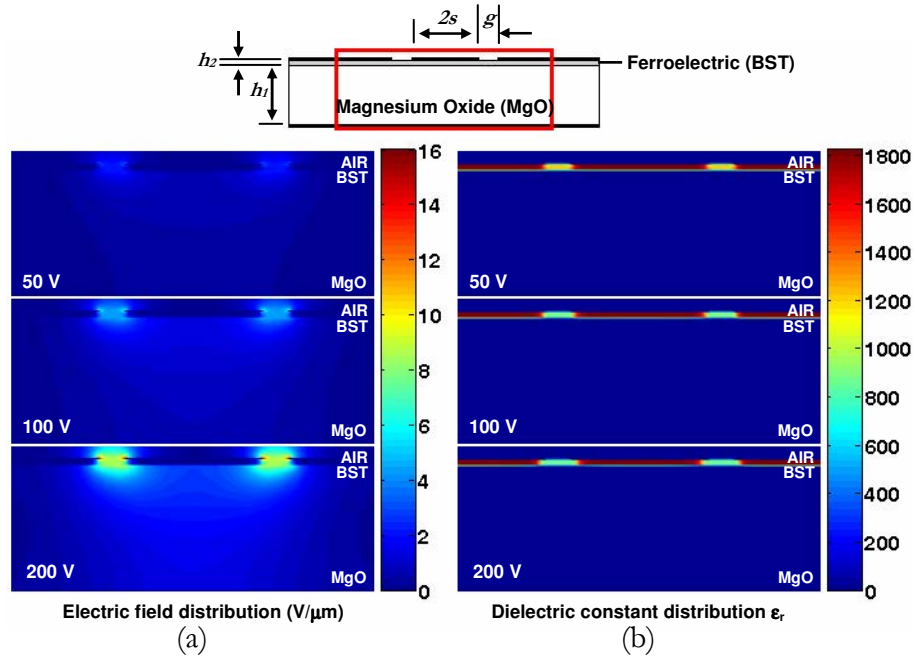 2s
g
h₂
h₁
Ferroelectric (BST)
Magnesium Oxide (MgO)
AIR
BST
50 V
MgO
AIR
BST
100 V
MgO
AIR
BST
200 V
MgO
16
14
12
10
8
6
4
2
0
AIR
BST
50 V
MgO
AIR
BST
100 V
MgO
AIR
BST
200 V
MgO
1800
1600
1400
1200
1000
800
600
400
200
0
Electric field distribution (V/μm)
Dielectric constant distribution εᵣ
(a)
(b)